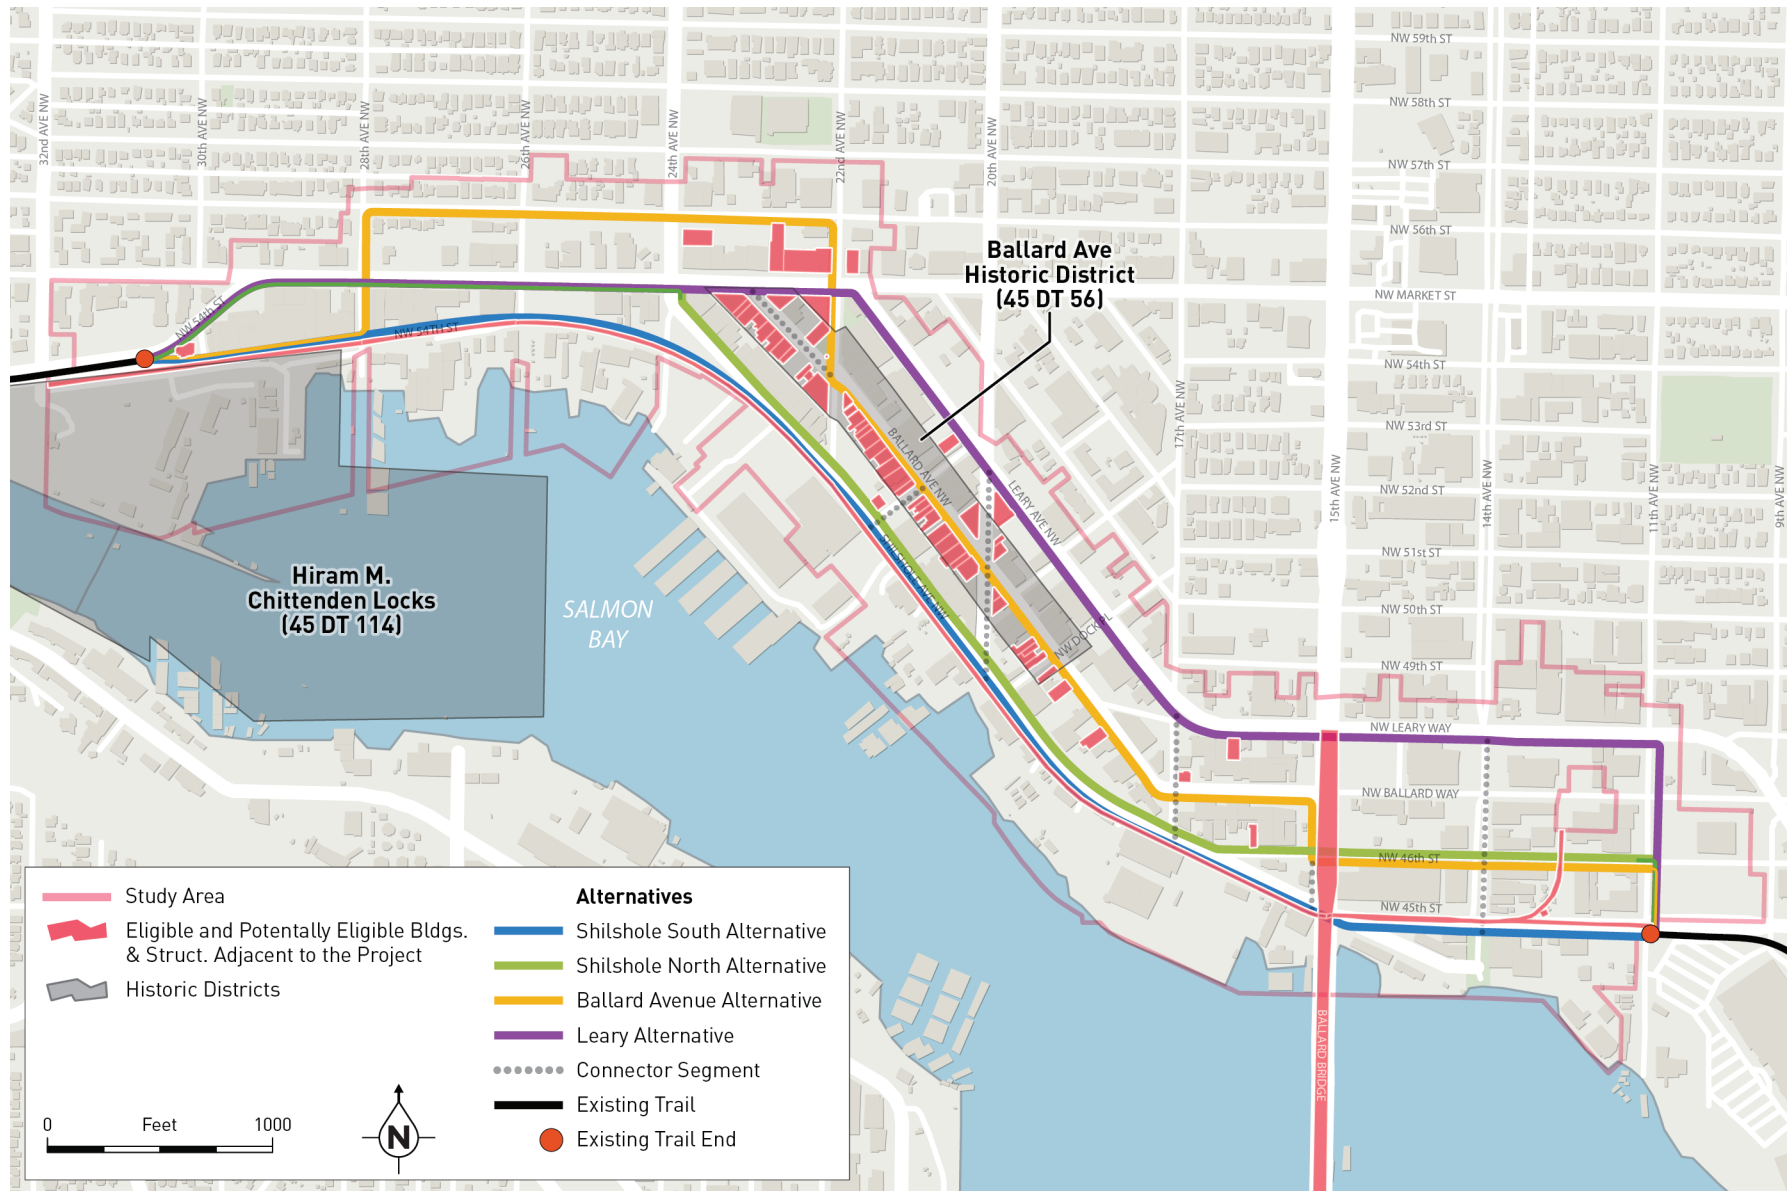 NW 59th ST
NW 58th ST
NW 57th ST
NW 56th ST
NW MARKET ST
NW 54th ST
NW 53rd ST
NW 52nd ST
NW 51st ST
NW 50th ST
NW 49th ST
NW LEARY WAY
NW BALLARD WAY
NW 46th ST
NW 45th ST
32nd AVE NW
30th AVE NW
28th AVE NW
26th AVE NW
24th AVE NW
22nd AVE NW
20th AVE NW
17th AVE NW
15th AVE NW
14th AVE NW
11th AVE NW
9th AVE NW
NW 54th ST
NW 54TH ST
Ballard Ave
Historic District
(45 DT 56)
BALLARD AVE NW
LEARY AVE NW
SHILSHOLE AVE NW
NW DOCK PL
Hiram M.
Chittenden Locks
(45 DT 114)
SALMON
BAY
BALLARD BRIDGE
Study Area
Eligible and Potentally Eligible Bldgs.
& Struct. Adjacent to the Project
Historic Districts
0 Feet 1000
N
Alternatives
Shilshole South Alternative
Shilshole North Alternative
Ballard Avenue Alternative
Leary Alternative
Connector Segment
Existing Trail
Existing Trail End